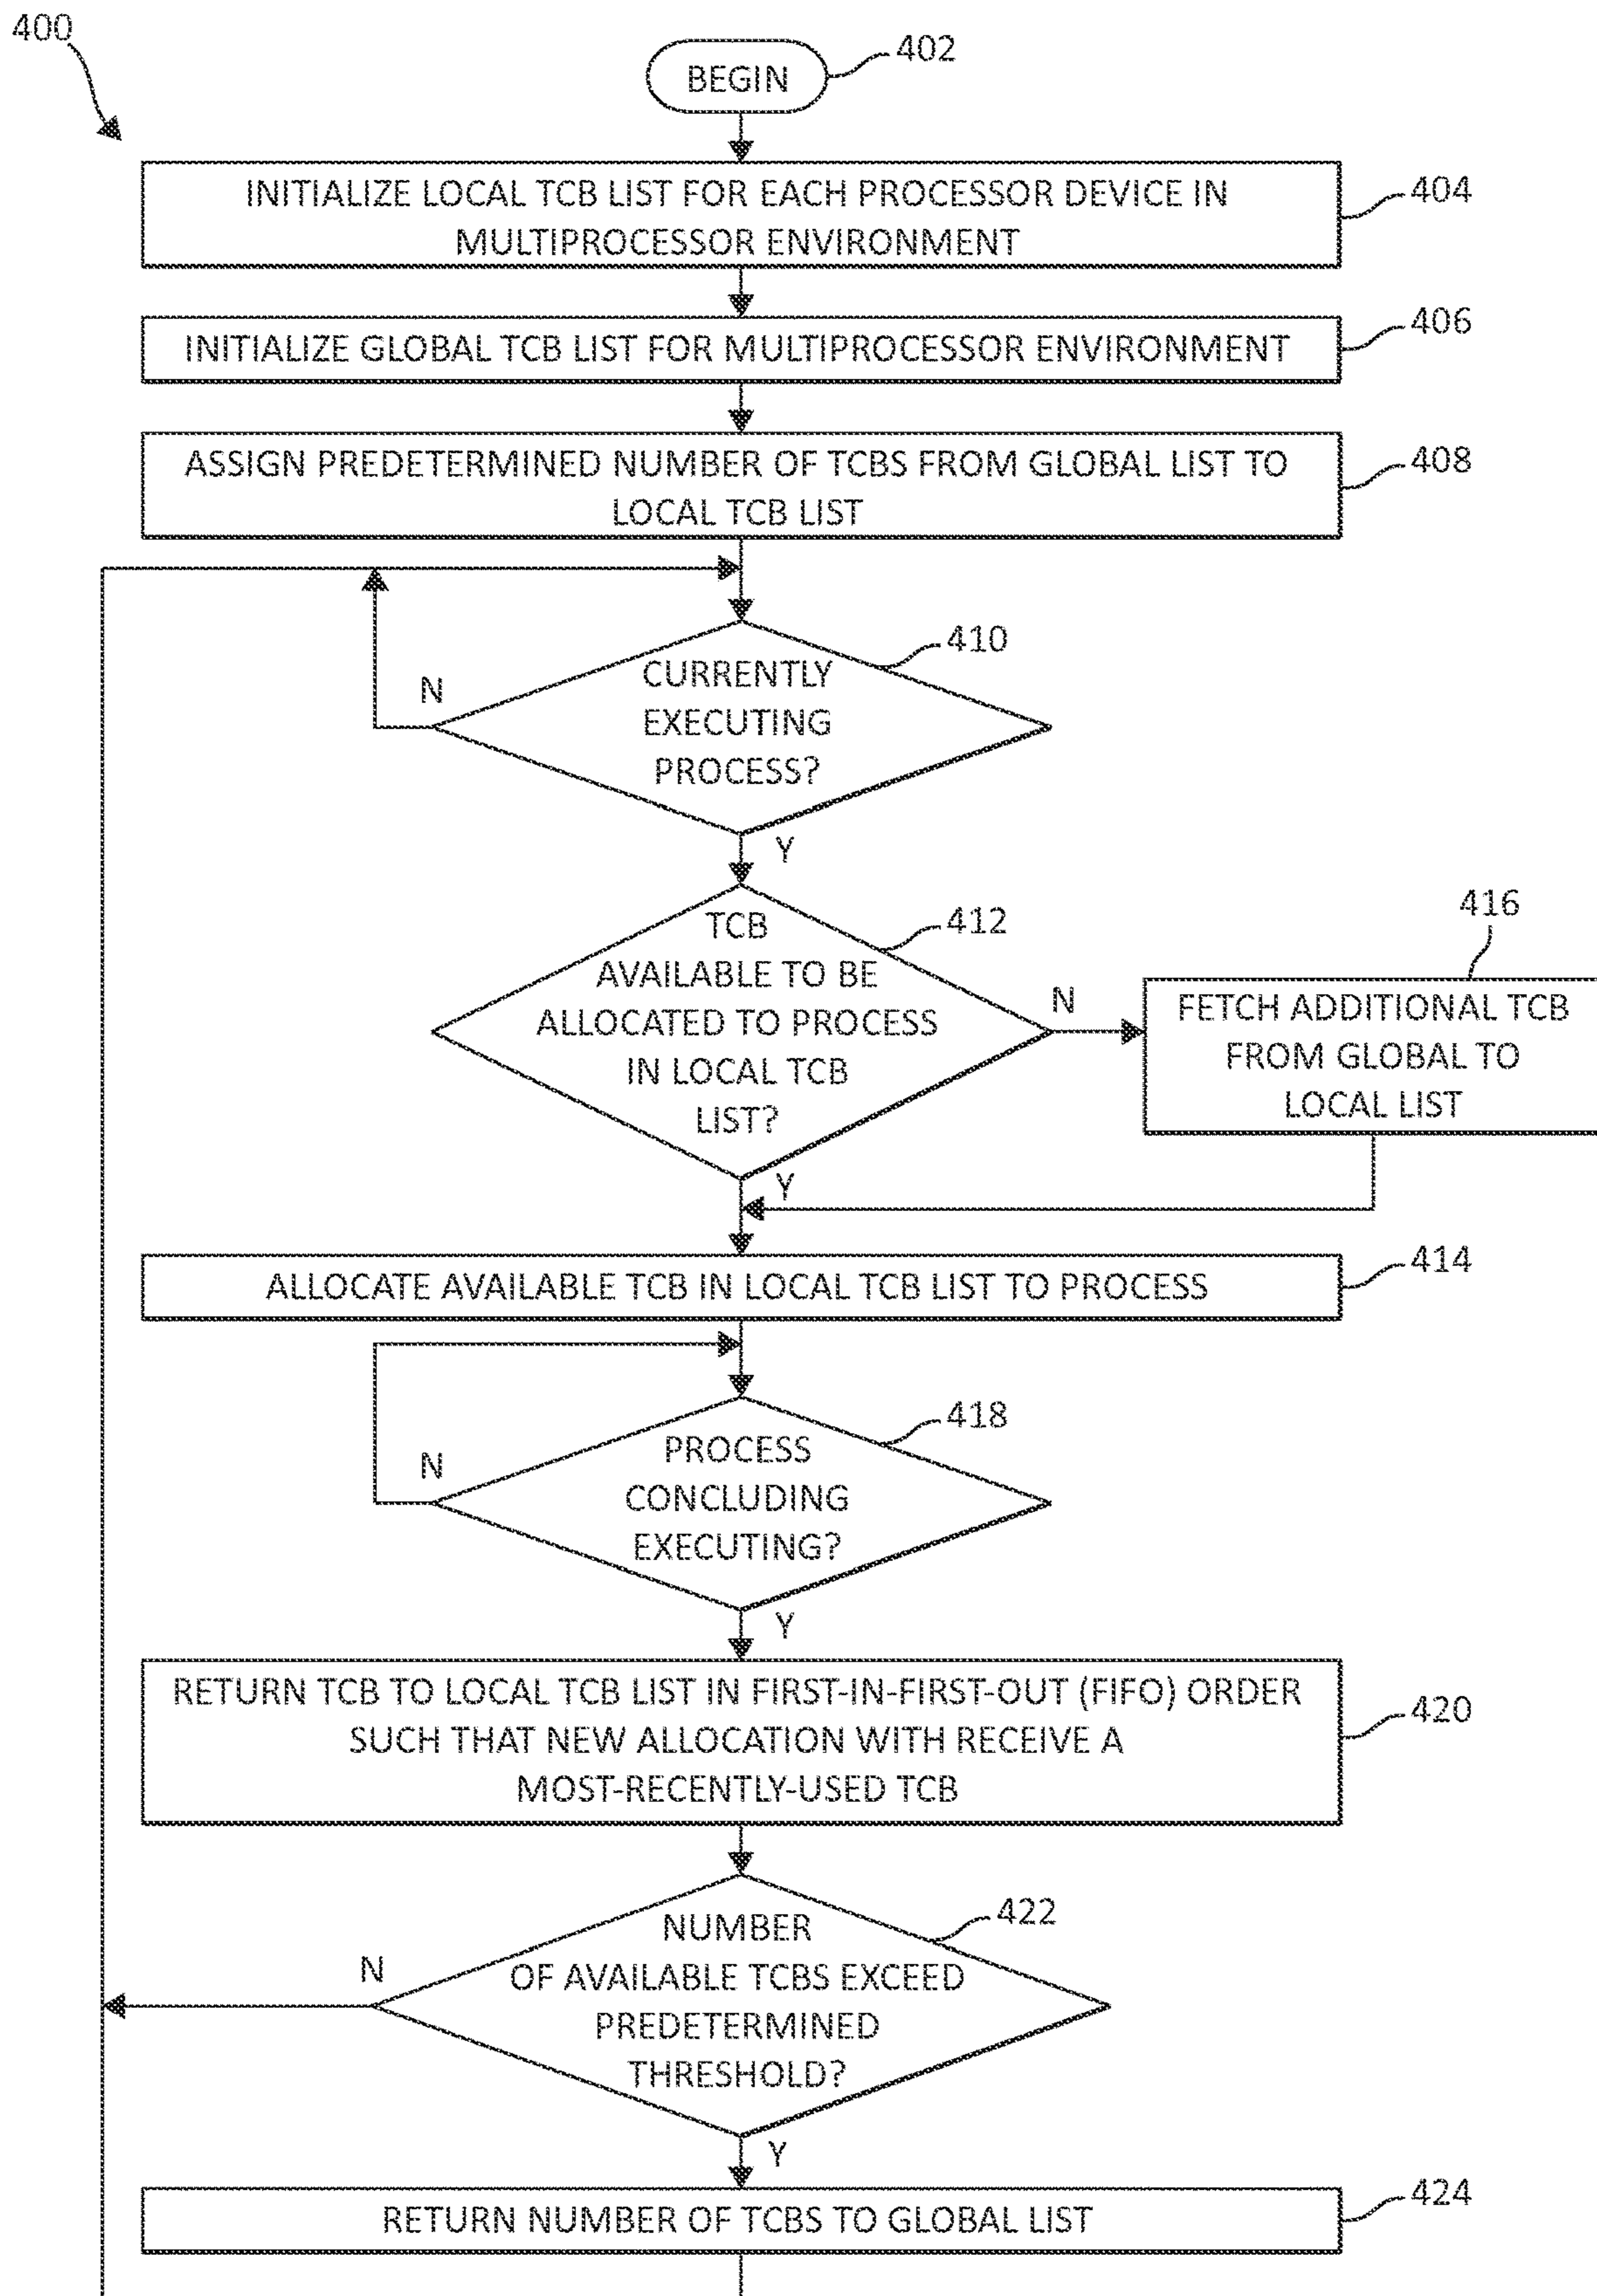 400
BEGIN
402
INITIALIZE LOCAL TCB LIST FOR EACH PROCESSOR DEVICE IN
MULTIPROCESSOR ENVIRONMENT
404
INITIALIZE GLOBAL TCB LIST FOR MULTIPROCESSOR ENVIRONMENT
406
ASSIGN PREDETERMINED NUMBER OF TCBS FROM GLOBAL LIST TO
LOCAL TCB LIST
408
CURRENTLY
EXECUTING
PROCESS?
410
N
Y
TCB
AVAILABLE TO BE
ALLOCATED TO PROCESS
IN LOCAL TCB
LIST?
412
N
416
FETCH ADDITIONAL TCB
FROM GLOBAL TO
LOCAL LIST
Y
ALLOCATE AVAILABLE TCB IN LOCAL TCB LIST TO PROCESS
414
PROCESS
CONCLUDING
EXECUTING?
418
N
Y
RETURN TCB TO LOCAL TCB LIST IN FIRST-IN-FIRST-OUT (FIFO) ORDER
SUCH THAT NEW ALLOCATION WITH RECEIVE A
MOST-RECENTLY-USED TCB
420
NUMBER
OF AVAILABLE TCBS EXCEED
PREDETERMINED
THRESHOLD?
422
N
Y
RETURN NUMBER OF TCBS TO GLOBAL LIST
424